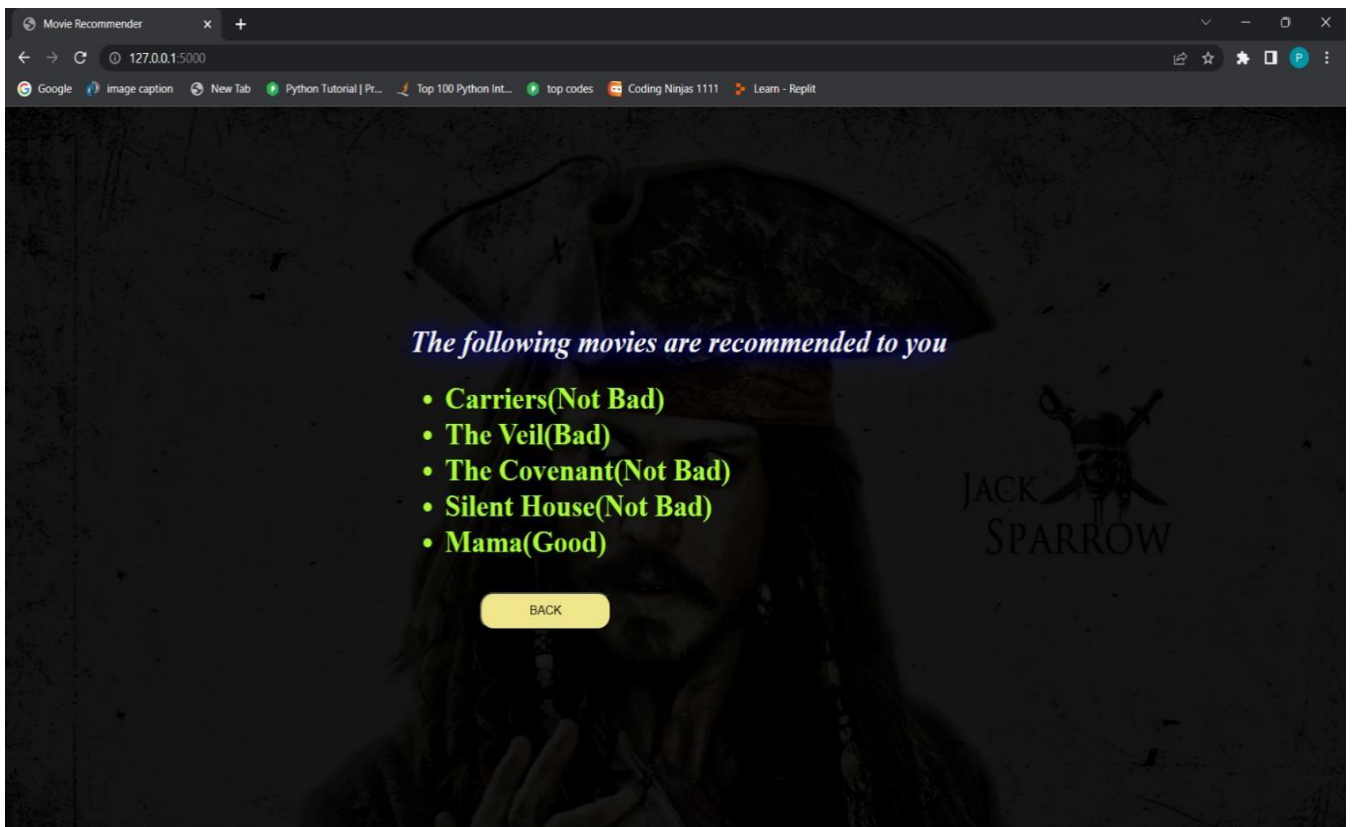 Movie Recommender
127.0.0.1:5000
P
Google image caption New Tab Python Tutorial | Pr... Top 100 Python Int... top codes Coding Ninjas 1111 Learn - Replit
The following movies are recommended to you
• Carriers(Not Bad)
• The Veil(Bad)
• The Covenant(Not Bad)
• Silent House(Not Bad)
• Mama(Good)
JACK
SPARROW
BACK